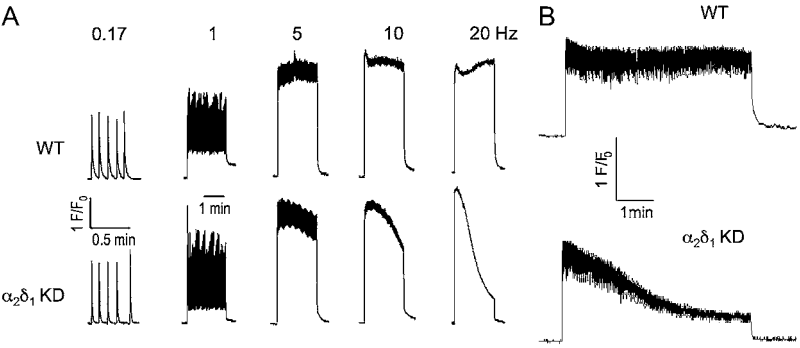 A
B
0.17 1 5 10 20 Hz
WT
WT
1 F/F₀
0.5 min
1 min
1 F/F₀
1min
α₂δ₁ KD
α₂δ₁ KD